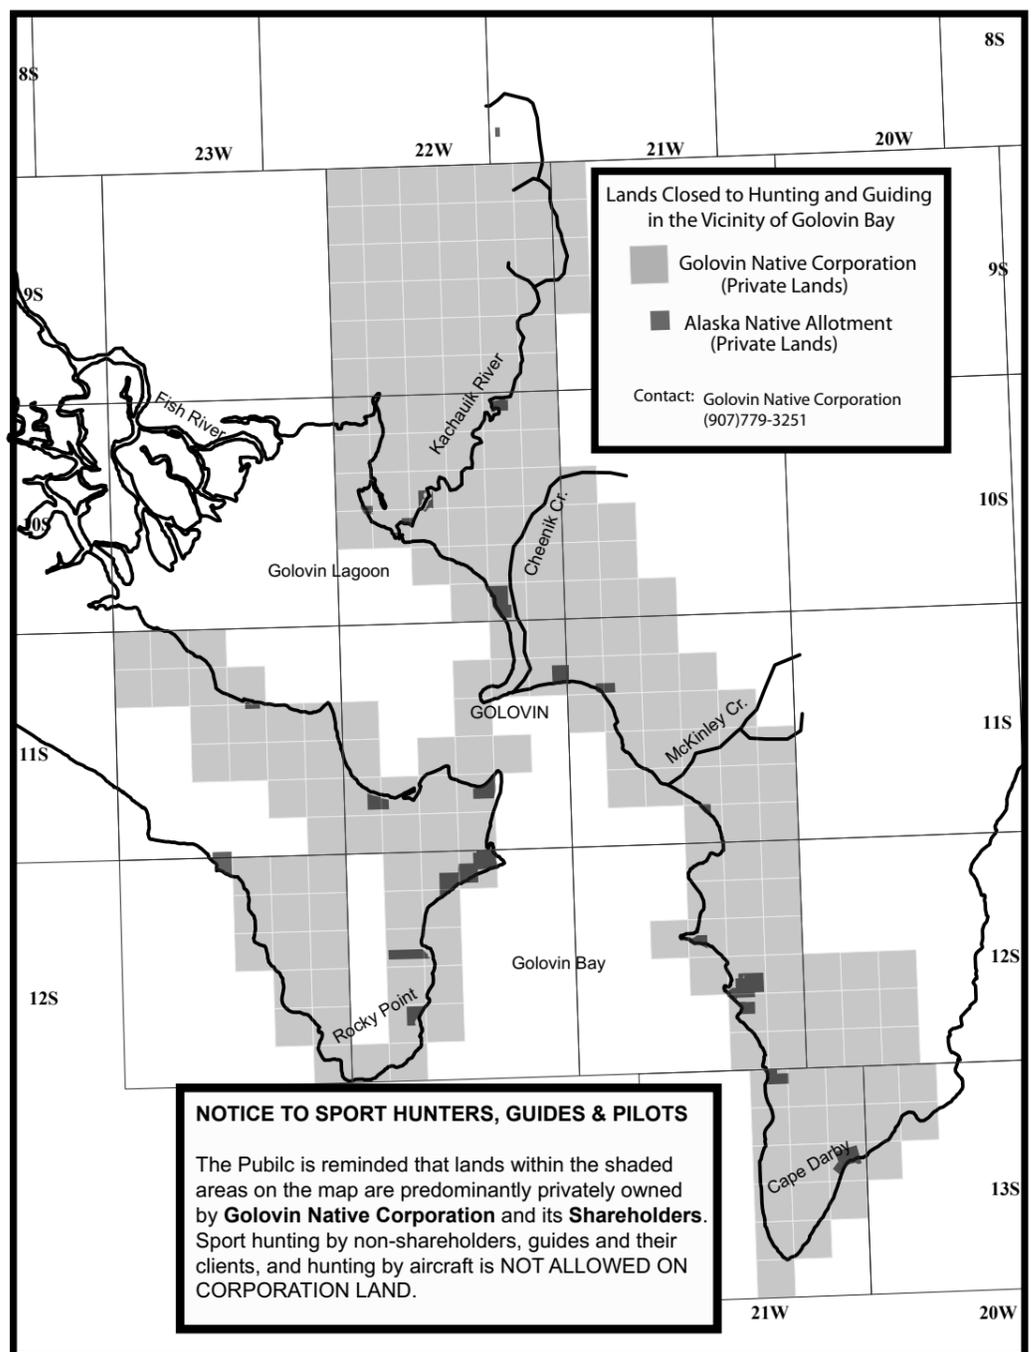 8S
8S
23W
22W
21W
20W
Lands Closed to Hunting and Guiding
in the Vicinity of Golovin Bay
Golovin Native Corporation
(Private Lands)
Alaska Native Allotment
(Private Lands)
Contact: Golovin Native Corporation
(907)779-3251
9S
9S
Fish River
Kachauik River
10S
Cheenik Cr.
Golovin Lagoon
GOLOVIN
McKinley Cr.
11S
11S
Golovin Bay
12S
12S
Rocky Point
NOTICE TO SPORT HUNTERS, GUIDES & PILOTS
The Pubilc is reminded that lands within the shaded
areas on the map are predominantly privately owned
by Golovin Native Corporation and its Shareholders.
Sport hunting by non-shareholders, guides and their
clients, and hunting by aircraft is NOT ALLOWED ON
CORPORATION LAND.
Cape Darby
13S
21W
20W